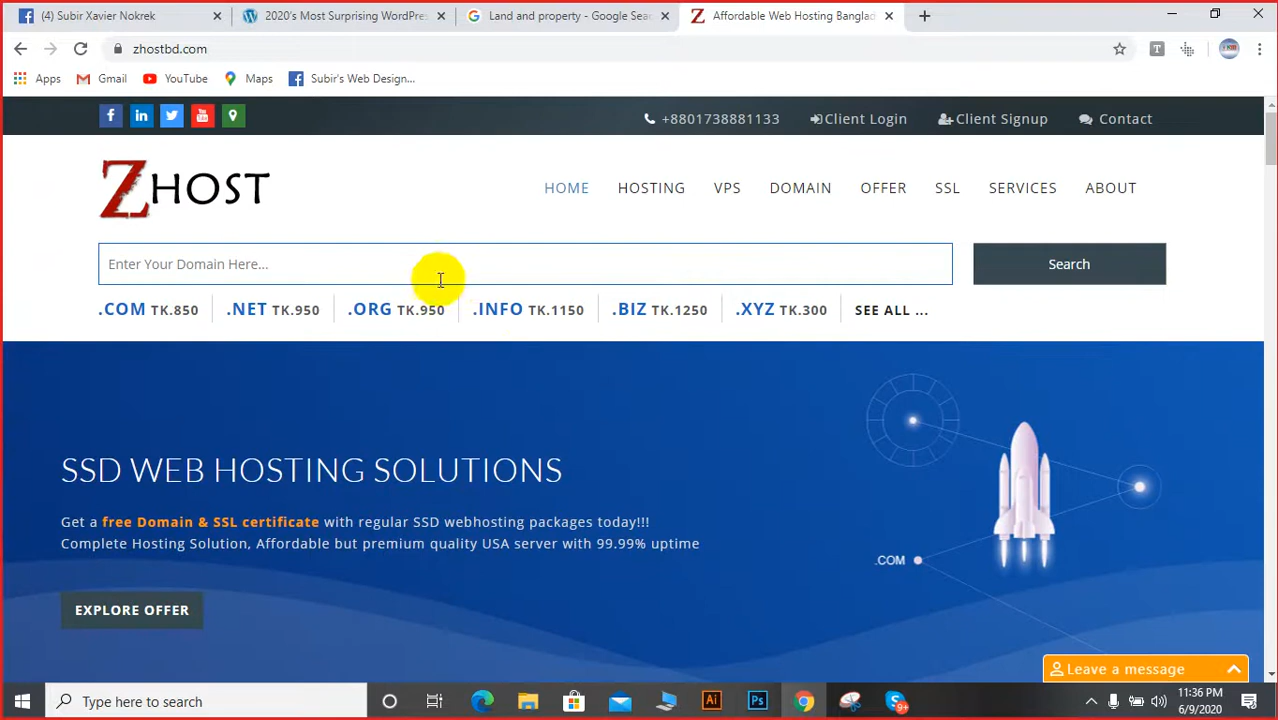 (4) Subir Xavier Nokrek
2020's Most Surprising WordPres
Land and property - Google Sear
Affordable Web Hosting Banglad
zhostbd.com
Apps
Gmail
YouTube
Maps
Subir's Web Design...
+8801738881133
Client Login
Client Signup
Contact
ZHOST
HOME
HOSTING
VPS
DOMAIN
OFFER
SSL
SERVICES
ABOUT
Enter Your Domain Here...
Search
.COM TK.850
.NET TK.950
.ORG TK.950
.INFO TK.1150
.BIZ TK.1250
.XYZ TK.300
SEE ALL ...
SSD WEB HOSTING SOLUTIONS
Get a free Domain & SSL certificate with regular SSD webhosting packages today!!!
Complete Hosting Solution, Affordable but premium quality USA server with 99.99% uptime
.COM
EXPLORE OFFER
Leave a message
Type here to search
Ai
Ps
9+
11:36 PM
6/9/2020